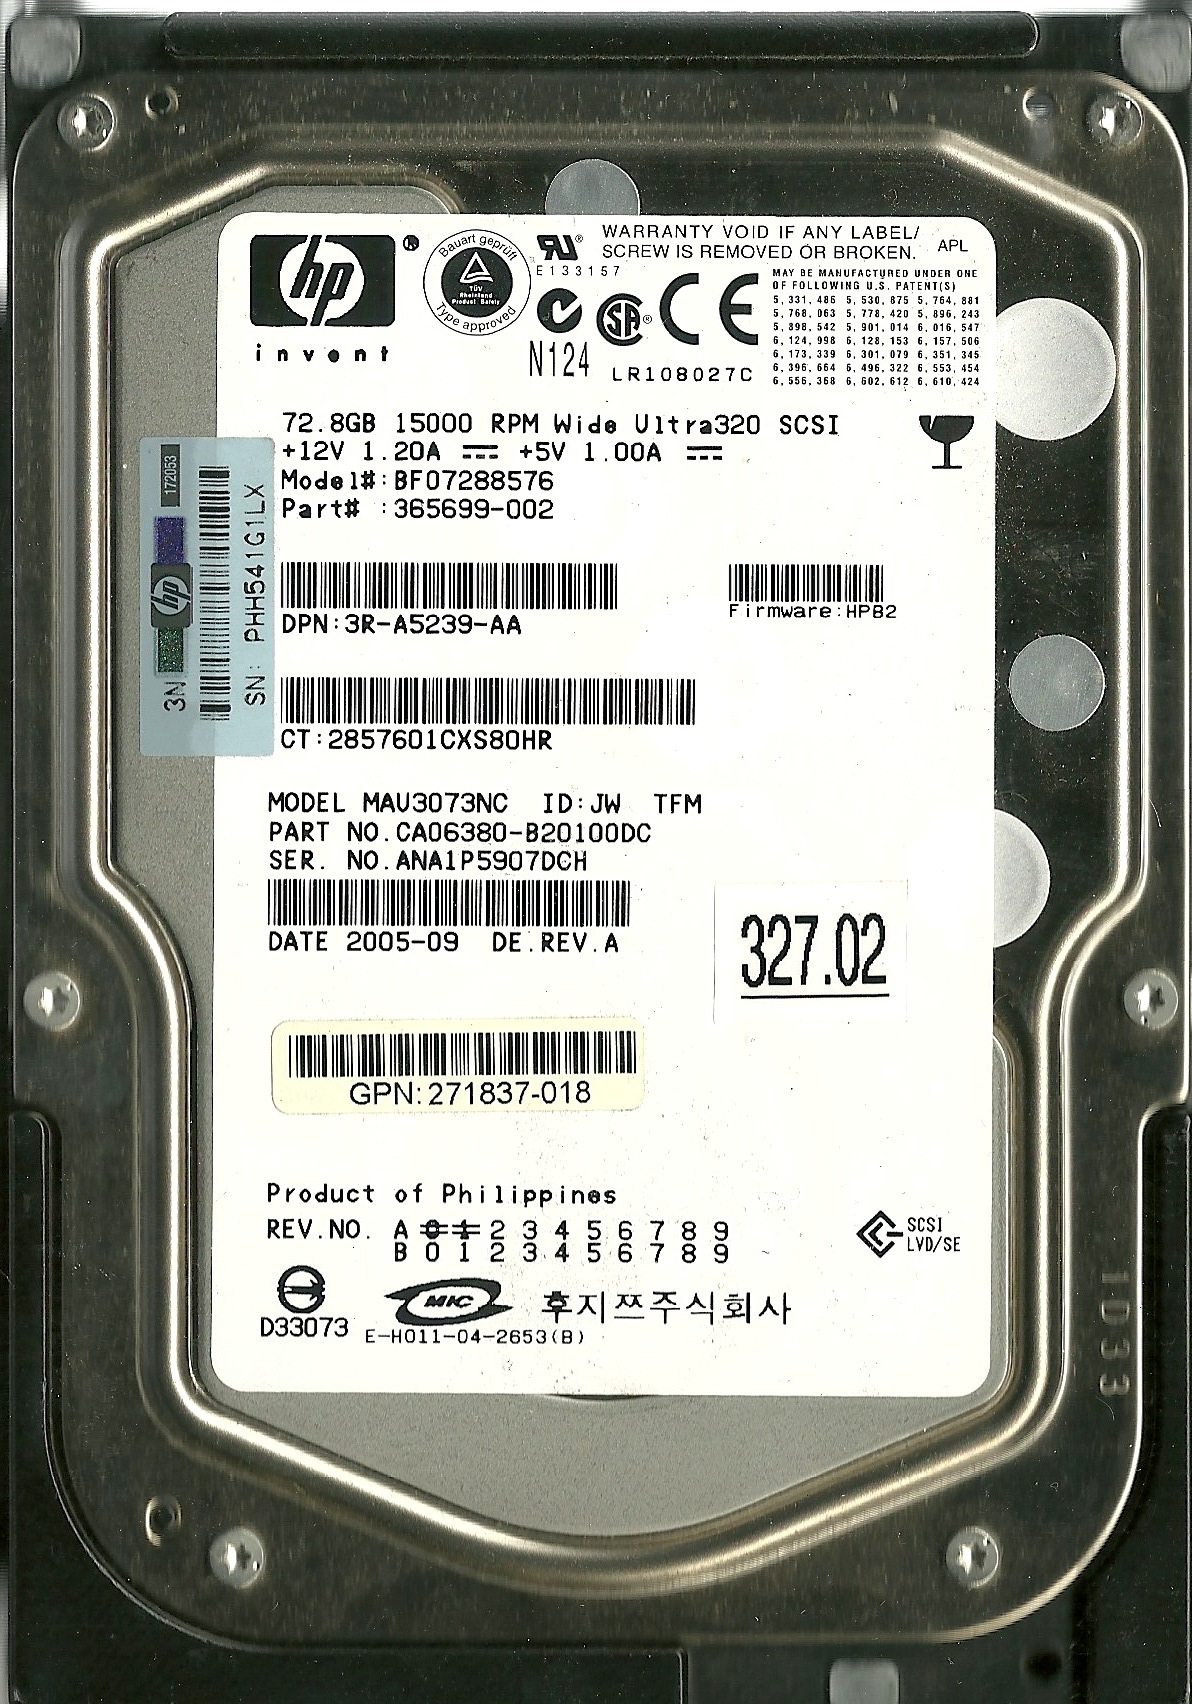 hp ®
invent
Bauart geprüft
TÜV
Rheinland
Product Safety
Type approved
RU ®
E133157
N124
SA ®
CE
LR108027C
WARRANTY VOID IF ANY LABEL/
SCREW IS REMOVED OR BROKEN. APL
MAY BE MANUFACTURED UNDER ONE
OF FOLLOWING U.S. PATENT(S)
5,331,486 5,530,875 5,764,881
5,768,063 5,778,420 5,896,243
5,898,542 5,901,014 6,016,547
6,124,998 6,128,153 6,157,506
6,173,339 6,301,079 6,351,345
6,396,664 6,496,322 6,553,454
6,556,368 6,602,612 6,610,424
72.8GB 15000 RPM Wide Ultra320 SCSI
+12V 1.20A +5V 1.00A
Model#:BF07288576
Part# :365699-002
172053
hp
3N
SN: PHH541G1LX
DPN:3R-A5239-AA
Firmware:HPB2
CT:2857601CXS80HR
MODEL MAU3073NC ID:JW TFM
PART NO.CA06380-B20100DC
SER. NO.ANA1P5907DCH
DATE 2005-09 DE.REV.A
327.02
GPN:271837-018
Product of Philippines
REV.NO. A 0 1 2 3 4 5 6 7 8 9
B 0 1 2 3 4 5 6 7 8 9
SCSI
LVD/SE
D33073
MIC
E-H011-04-2653(B)
후지쯔주식회사
1D33